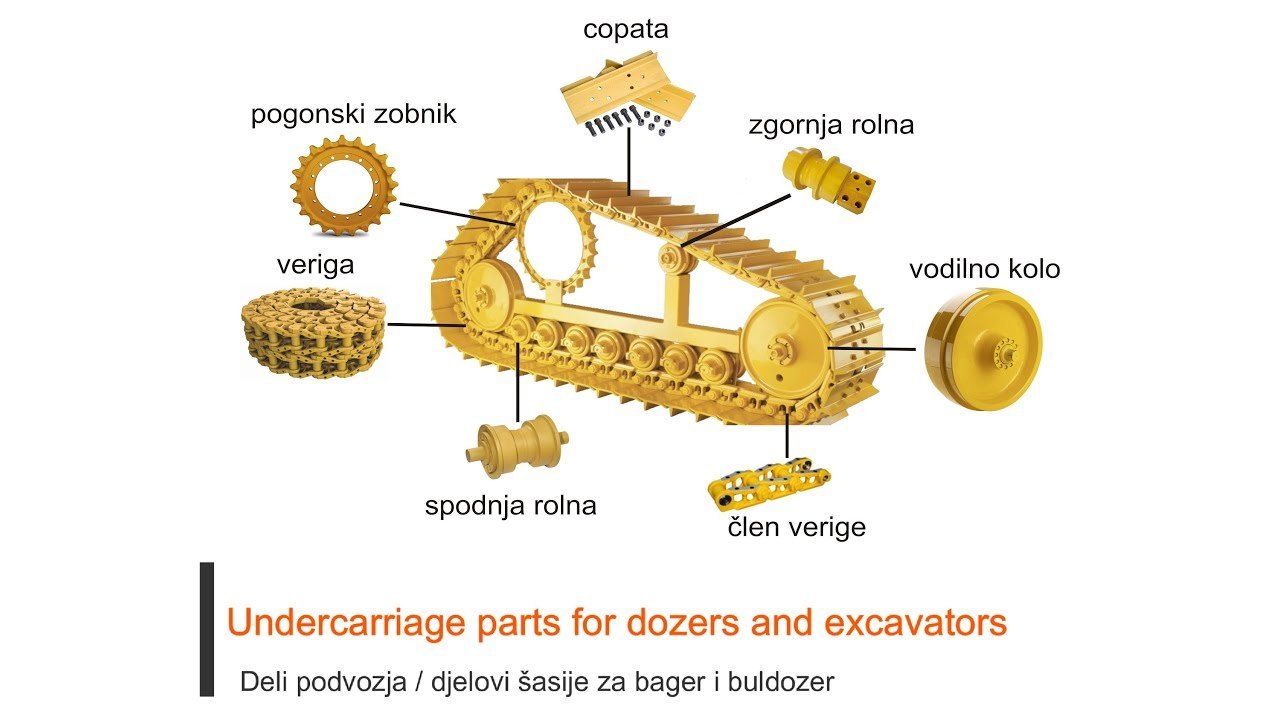 copata
pogonski zobnik
zgornja rolna
veriga
vodilno kolo
spodnja rolna
člen verige
Undercarriage parts for dozers and excavators
Deli podvozja / djelovi šasije za bager i buldozer